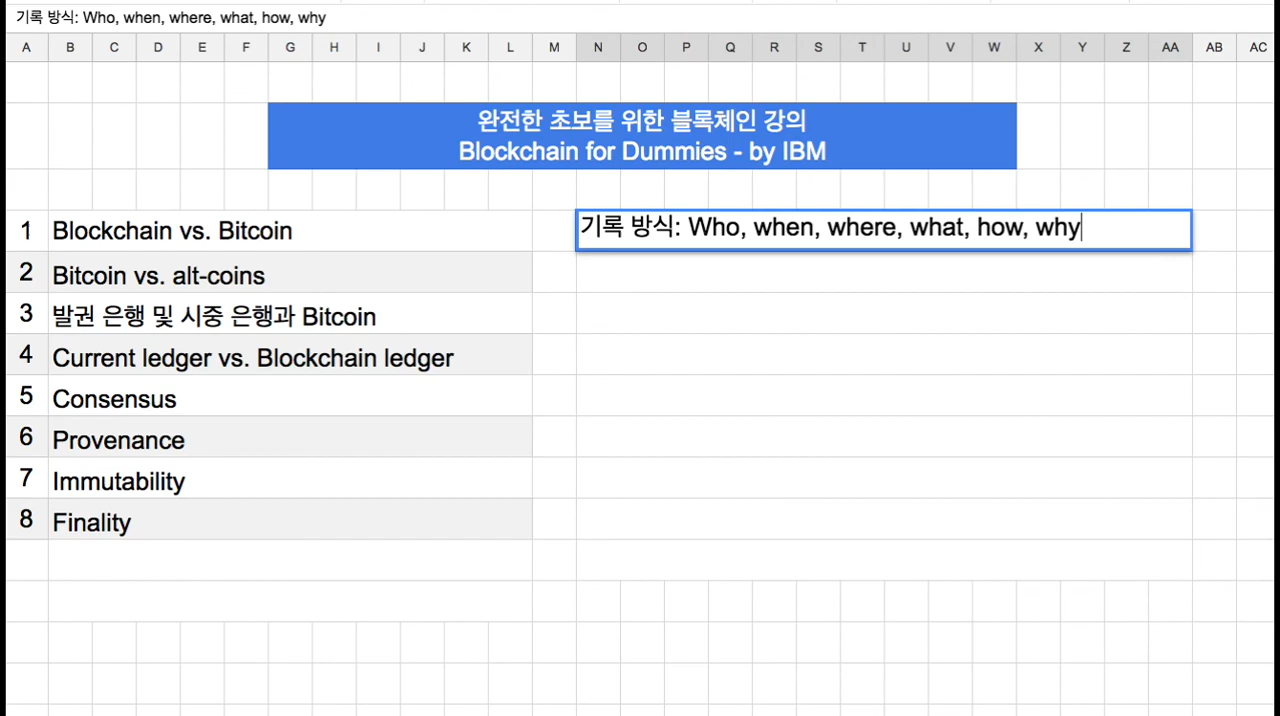 기록 방식: Who, when, where, what, how, why
A B C D E F G H I J K L M N O P Q R S T U V W X Y Z AA AB AC
완전한 초보를 위한 블록체인 강의
Blockchain for Dummies - by IBM
1 Blockchain vs. Bitcoin
기록 방식: Who, when, where, what, how, why
2 Bitcoin vs. alt-coins
3 발권 은행 및 시중 은행과 Bitcoin
4 Current ledger vs. Blockchain ledger
5 Consensus
6 Provenance
7 Immutability
8 Finality